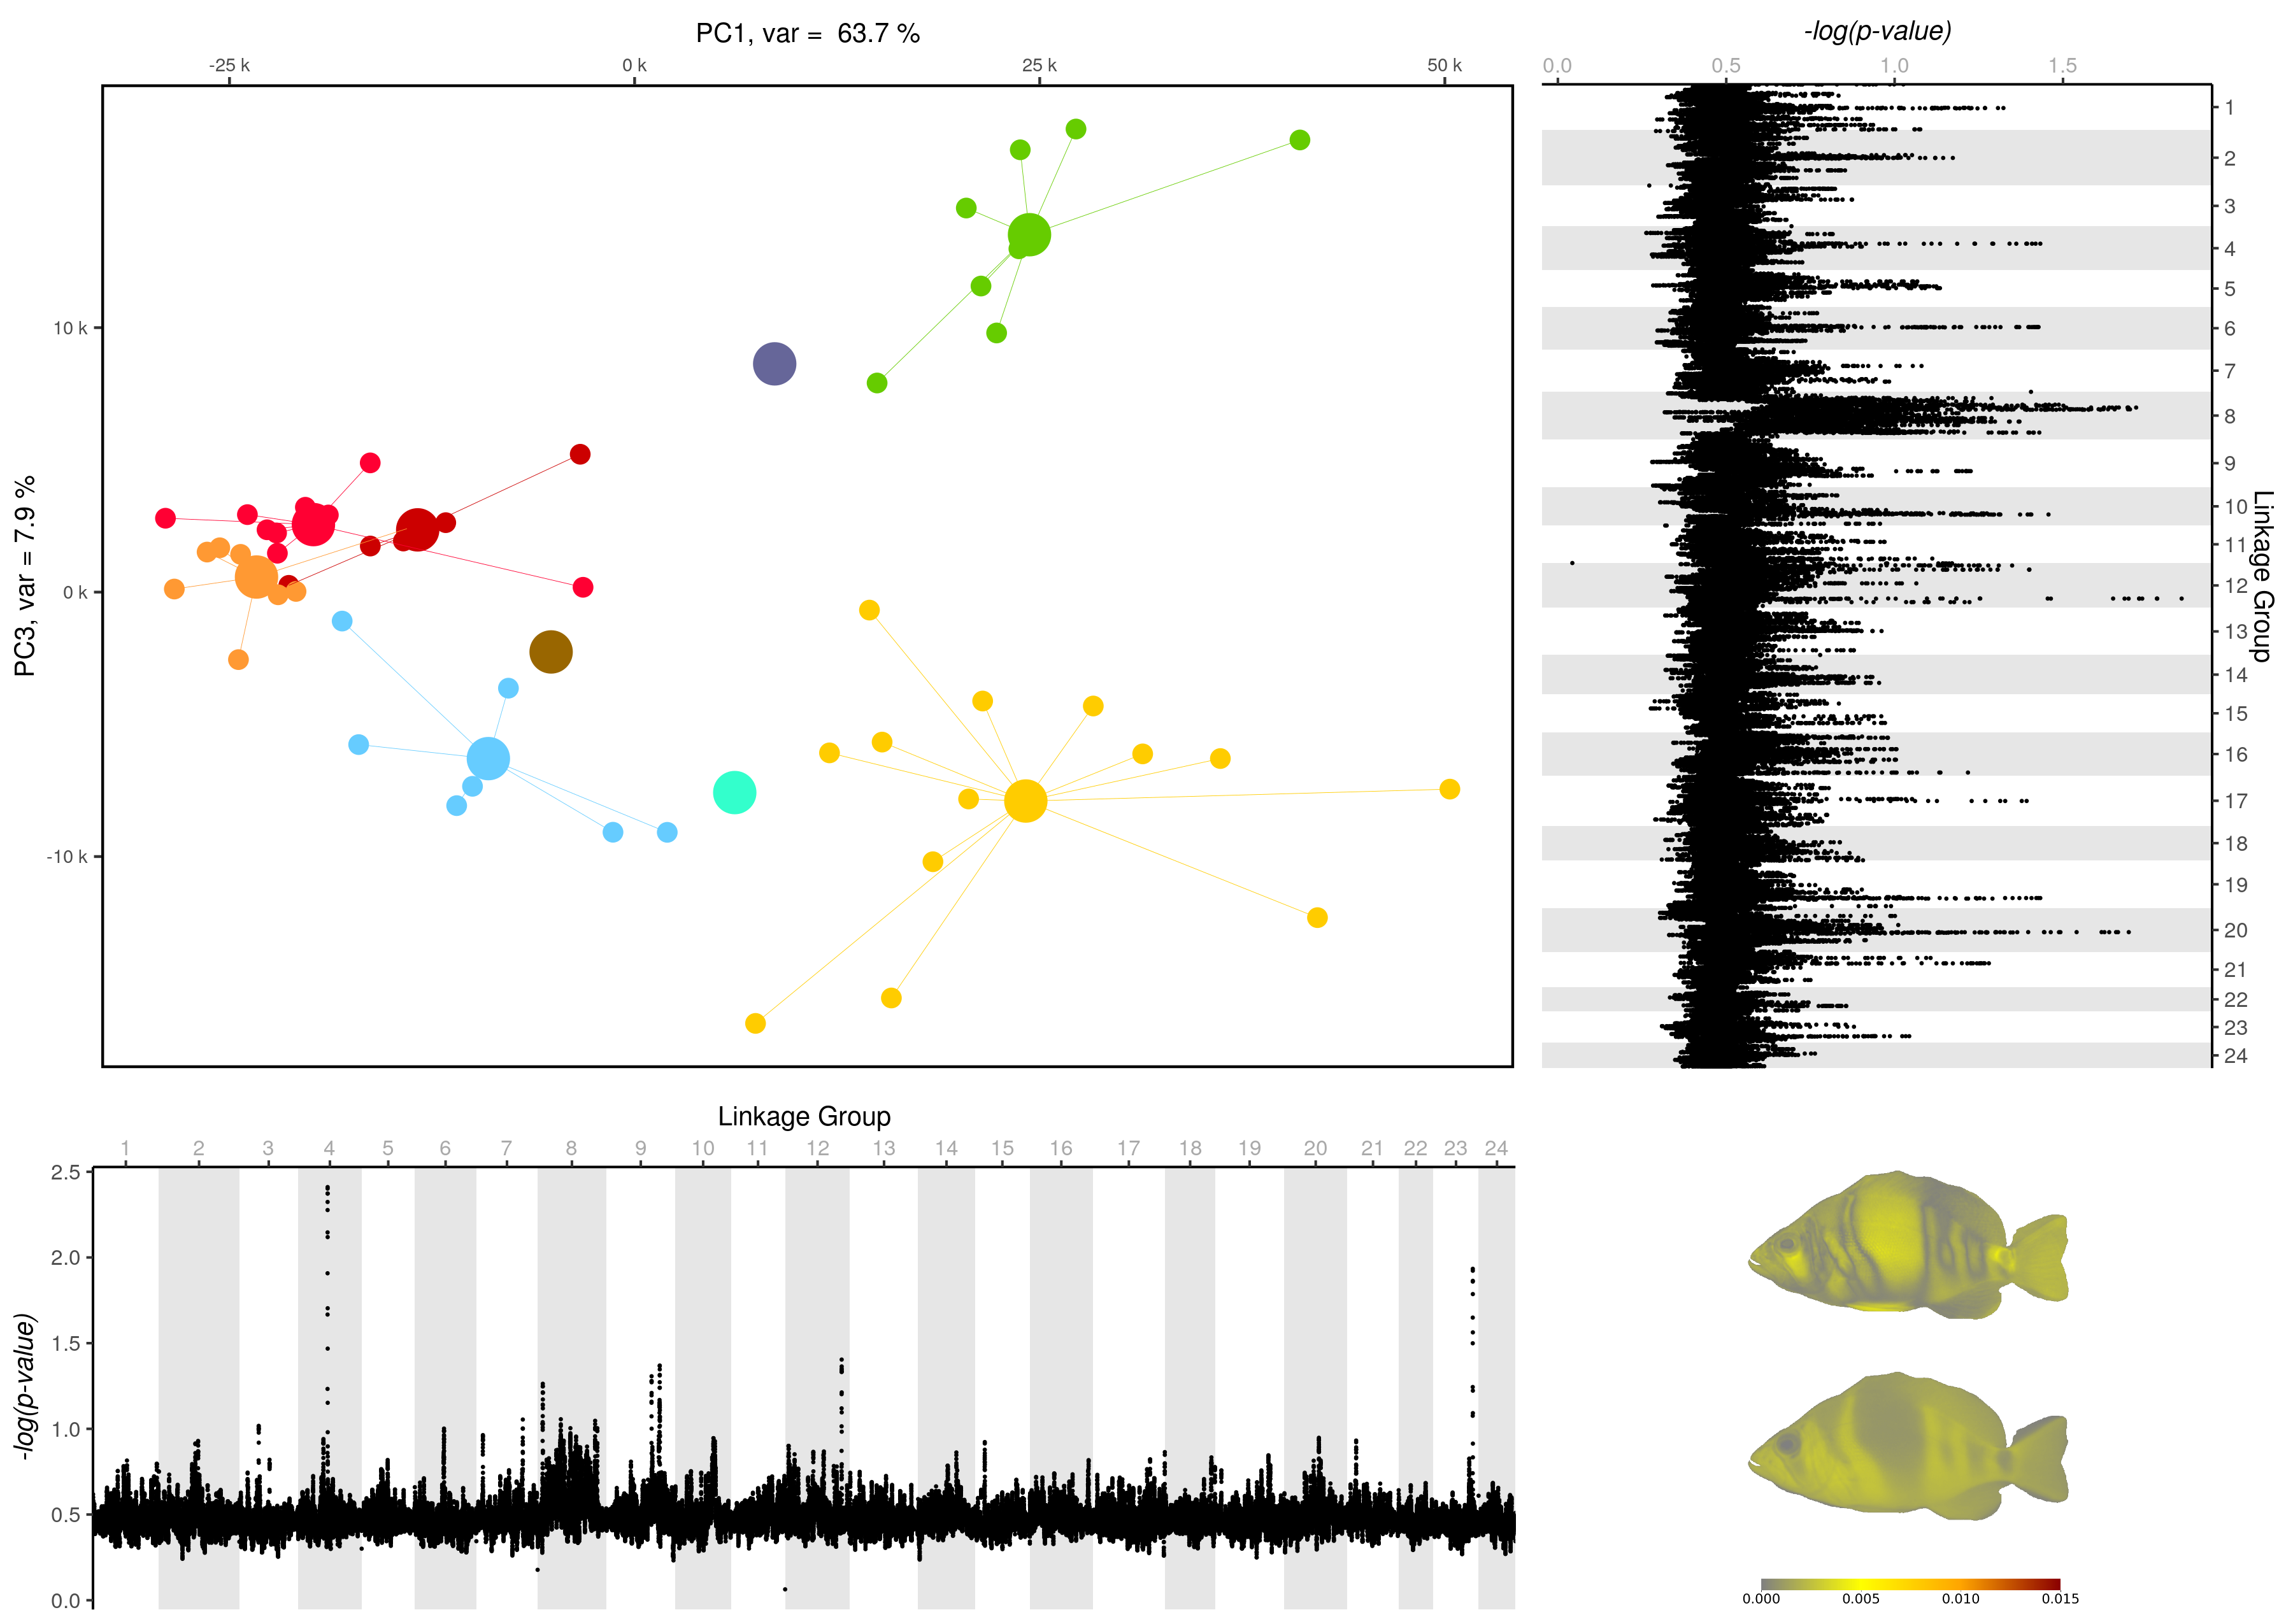 PC1, var =  63.7 %
-25 k 0 k 25 k 50 k
PC3, var = 7.9 %
10 k
0 k
-10 k
-log(p-value)
0.0 0.5 1.0 1.5
1
2
3
4
5
6
7
8
9
10
11
12
13
14
15
16
17
18
19
20
21
22
23
24
Linkage Group
Linkage Group
1 2 3 4 5 6 7 8 9 10 11 12 13 14 15 16 17 18 19 20 21 22 23 24
-log(p-value)
2.5
2.0
1.5
1.0
0.5
0.0
0.000 0.005 0.010 0.015